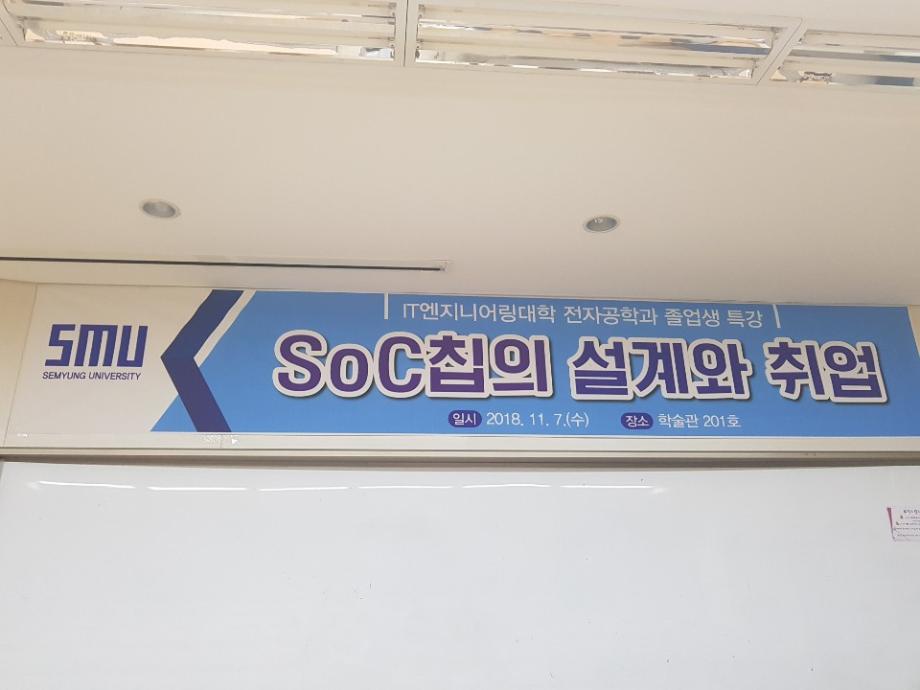 SMU
SEMYUNG UNIVERSITY
IT엔지니어링대학 전자공학과 졸업생 특강
SoC칩의 설계와 취업
일시 2018. 11. 7.(수) 장소 학술관 201호